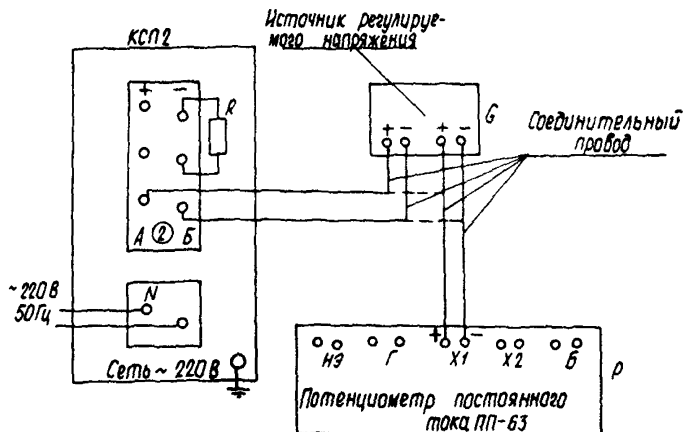 Источник регулируе-
мого напряжения
КСП2
+ -
R
G
+ - + -
Соединительный
провод
А ② Б
~220В
50Гц
N
Сеть ~ 220В
+ -
НЭ Г Х1 Х2 Б
Р
Потенциометр постоянного
тока ПП-63